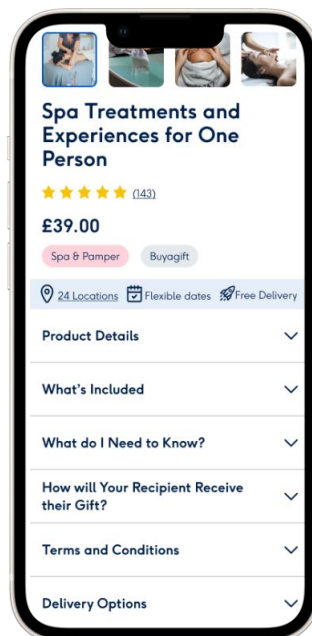 Spa Treatments and
Experiences for One
Person
(143)
£39.00
Spa & Pamper Buyagift
24 Locations Flexible dates Free Delivery
Product Details
What's Included
What do I Need to Know?
How will Your Recipient Receive
their Gift?
Terms and Conditions
Delivery Options